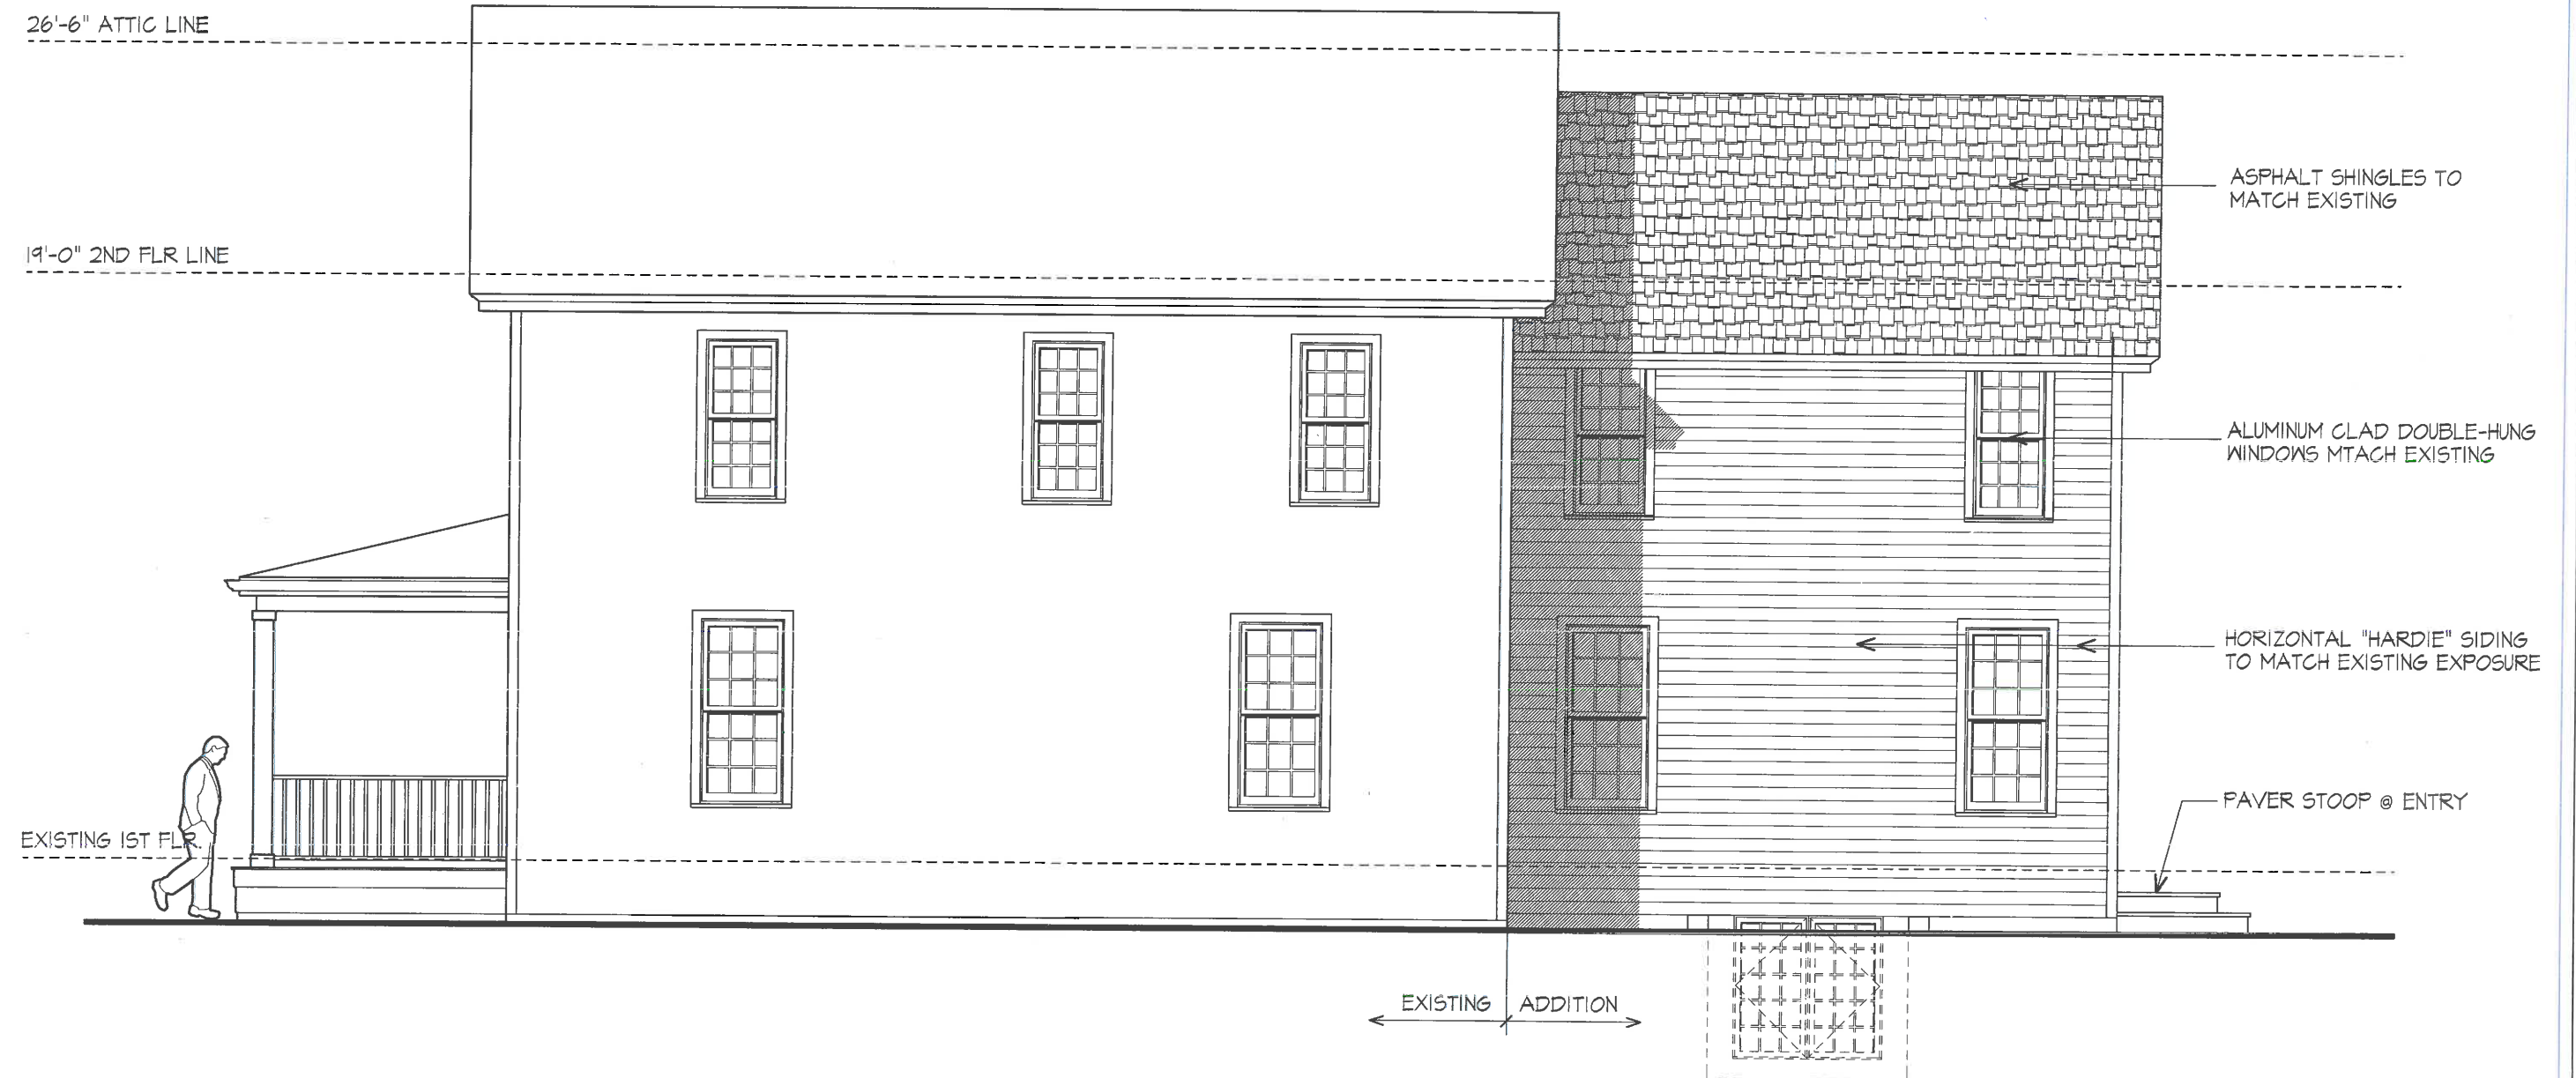 26'-6" ATTIC LINE
19'-0" 2ND FLR LINE
ASPHALT SHINGLES TO
MATCH EXISTING
ALUMINUM CLAD DOUBLE-HUNG
WINDOWS MTACH EXISTING
HORIZONTAL "HARDIE" SIDING
TO MATCH EXISTING EXPOSURE
PAVER STOOP @ ENTRY
EXISTING 1ST FLR.
EXISTING ADDITION